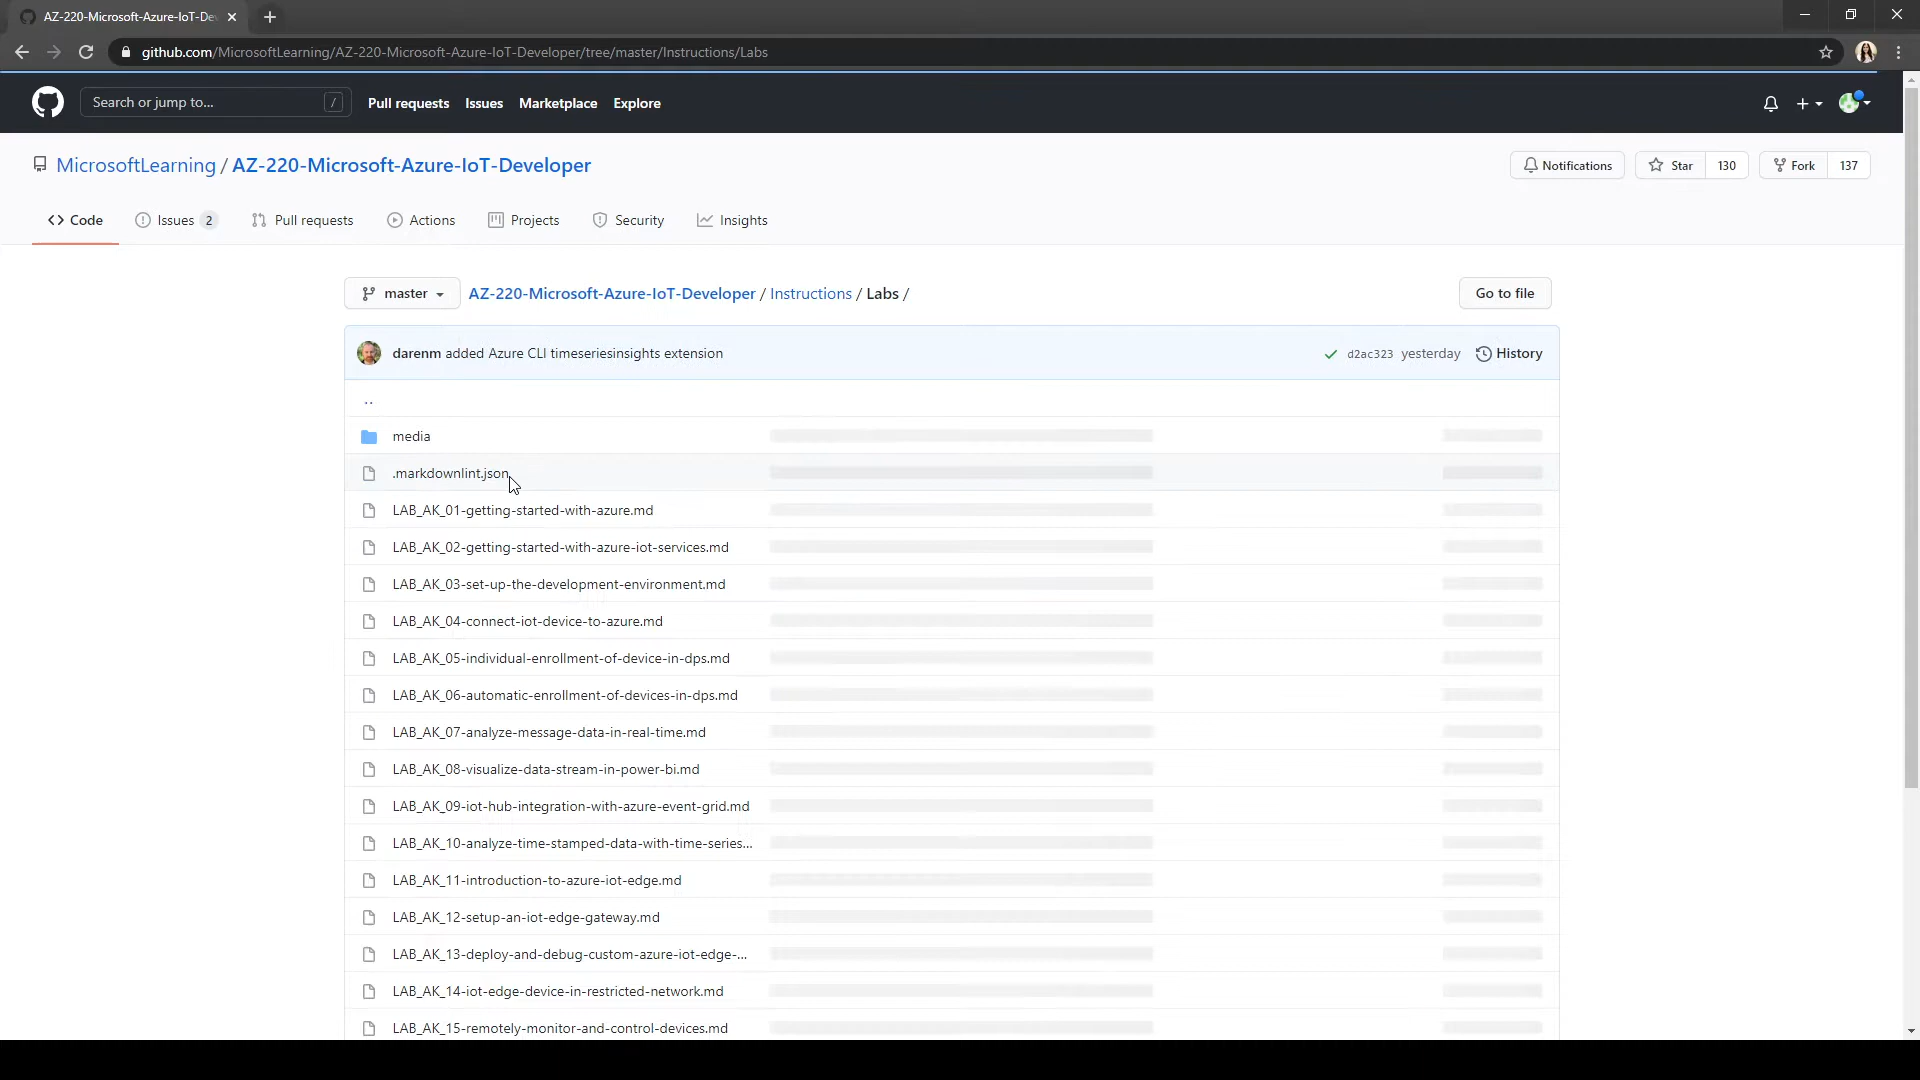 AZ-220-Microsoft-Azure-IoT-De
github.com/MicrosoftLearning/AZ-220-Microsoft-Azure-IoT-Developer/tree/master/Instructions/Labs
Search or jump to... / Pull requests Issues Marketplace Explore
MicrosoftLearning / AZ-220-Microsoft-Azure-IoT-Developer Notifications Star 130 Fork 137
Code Issues 2 Pull requests Actions Projects Security Insights
master AZ-220-Microsoft-Azure-IoT-Developer / Instructions / Labs / Go to file
darenm added Azure CLI timeseriesinsights extension d2ac323 yesterday History
..
media
.markdownlint.json
LAB_AK_01-getting-started-with-azure.md
LAB_AK_02-getting-started-with-azure-iot-services.md
LAB_AK_03-set-up-the-development-environment.md
LAB_AK_04-connect-iot-device-to-azure.md
LAB_AK_05-individual-enrollment-of-device-in-dps.md
LAB_AK_06-automatic-enrollment-of-devices-in-dps.md
LAB_AK_07-analyze-message-data-in-real-time.md
LAB_AK_08-visualize-data-stream-in-power-bi.md
LAB_AK_09-iot-hub-integration-with-azure-event-grid.md
LAB_AK_10-analyze-time-stamped-data-with-time-series...
LAB_AK_11-introduction-to-azure-iot-edge.md
LAB_AK_12-setup-an-iot-edge-gateway.md
LAB_AK_13-deploy-and-debug-custom-azure-iot-edge-...
LAB_AK_14-iot-edge-device-in-restricted-network.md
LAB_AK_15-remotely-monitor-and-control-devices.md